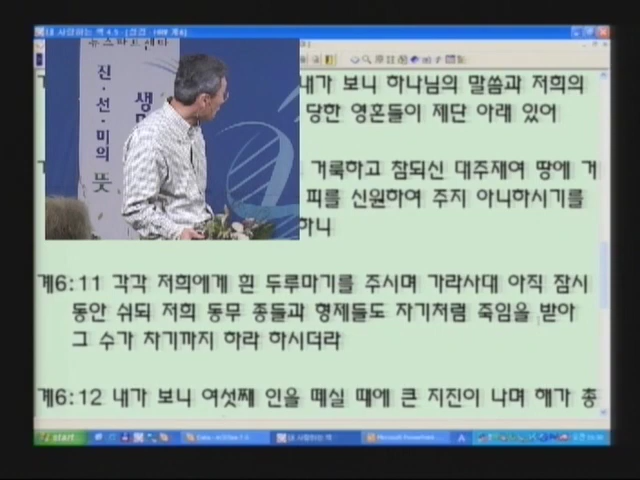 내가 보니 하나님의 말씀과 저희의
당한 영혼들이 제단 아래 있어
거룩하고 참되신 대주재여 땅에 거
피를 신원하여 주지 아니하시기를
하니
계6:11 각각 저희에게 흰 두루마기를 주시며 가라사대 아직 잠시
동안 쉬되 저희 동무 종들과 형제들도 자기처럼 죽임을 받아
그 수가 차기까지 하라 하시더라
계6:12 내가 보니 여섯째 인을 떼실 때에 큰 지진이 나며 해가 총
진·선·미의 뜻
start